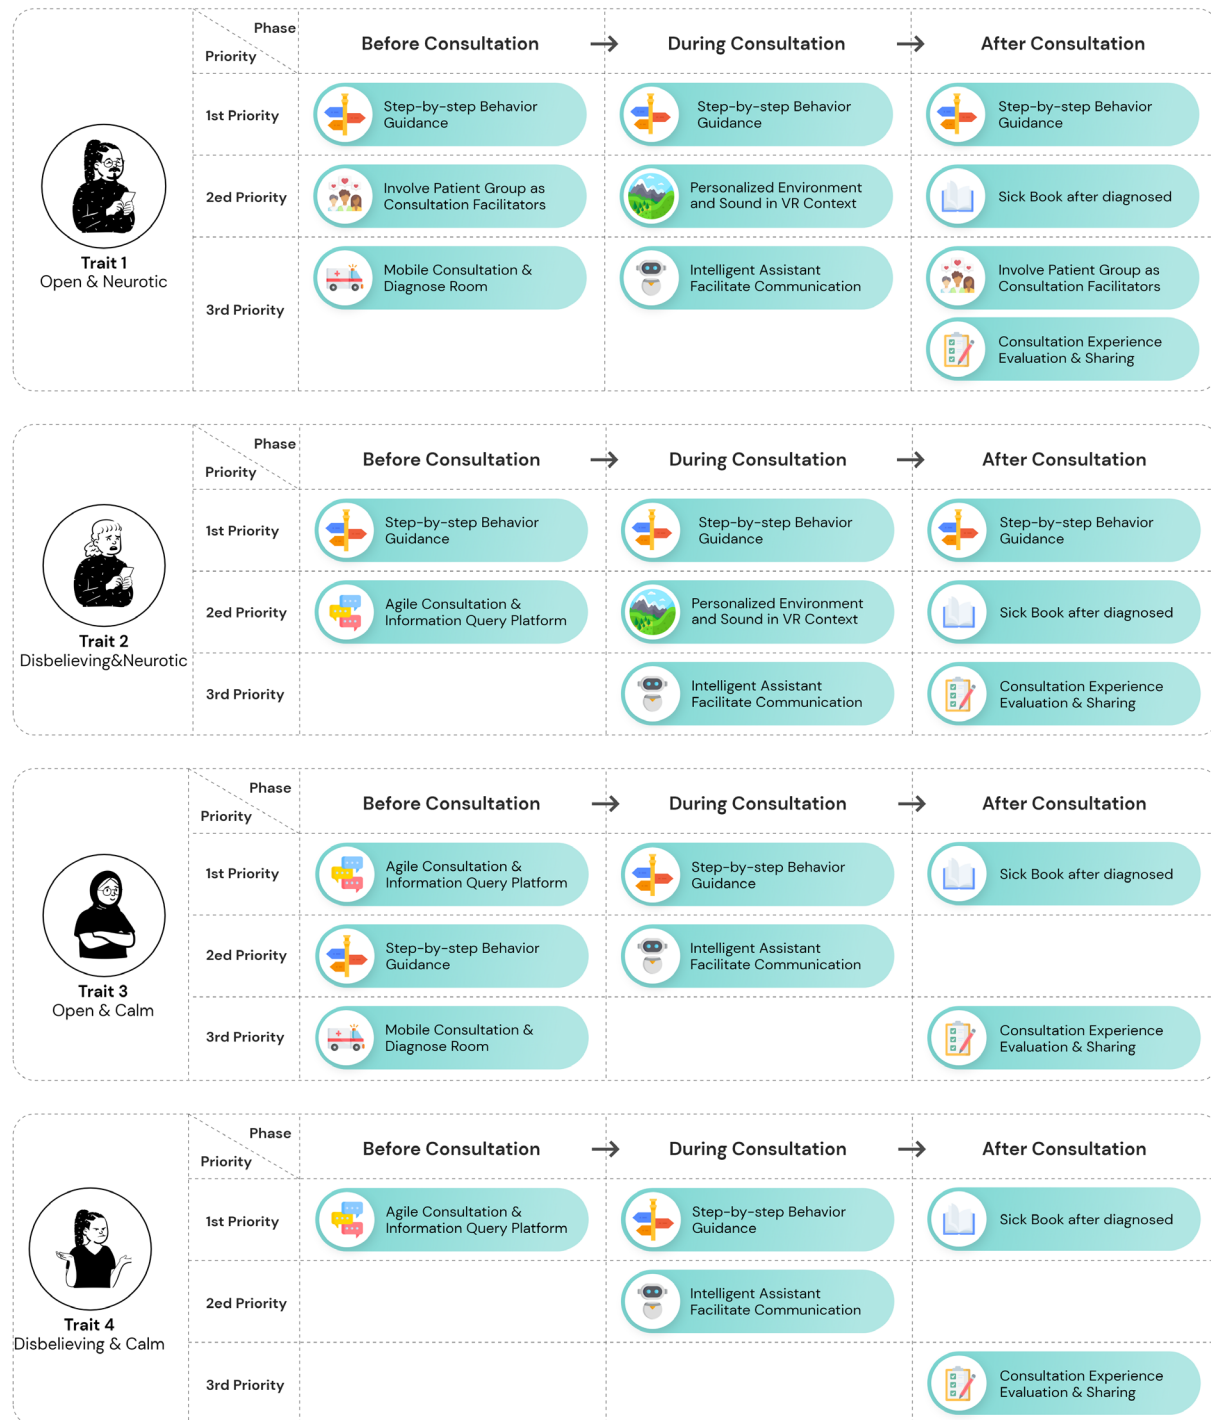 Phase
Priority
Before Consultation
During Consultation
After Consultation
1st Priority
Step-by-step Behavior
Guidance
Step-by-step Behavior
Guidance
Step-by-step Behavior
Guidance
2ed Priority
Involve Patient Group as
Consultation Facilitators
Personalized Environment
and Sound in VR Context
Sick Book after diagnosed
Trait 1
Open & Neurotic
3rd Priority
Mobile Consultation &
Diagnose Room
Intelligent Assistant
Facilitate Communication
Involve Patient Group as
Consultation Facilitators
Consultation Experience
Evaluation & Sharing
Phase
Priority
Before Consultation
During Consultation
After Consultation
1st Priority
Step-by-step Behavior
Guidance
Step-by-step Behavior
Guidance
Step-by-step Behavior
Guidance
2ed Priority
Agile Consultation &
Information Query Platform
Personalized Environment
and Sound in VR Context
Sick Book after diagnosed
Trait 2
Disbelieving&Neurotic
3rd Priority
Intelligent Assistant
Facilitate Communication
Consultation Experience
Evaluation & Sharing
Phase
Priority
Before Consultation
During Consultation
After Consultation
1st Priority
Agile Consultation &
Information Query Platform
Step-by-step Behavior
Guidance
Sick Book after diagnosed
2ed Priority
Step-by-step Behavior
Guidance
Intelligent Assistant
Facilitate Communication
Trait 3
Open & Calm
3rd Priority
Mobile Consultation &
Diagnose Room
Consultation Experience
Evaluation & Sharing
Phase
Priority
Before Consultation
During Consultation
After Consultation
1st Priority
Agile Consultation &
Information Query Platform
Step-by-step Behavior
Guidance
Sick Book after diagnosed
2ed Priority
Intelligent Assistant
Facilitate Communication
Trait 4
Disbelieving & Calm
3rd Priority
Consultation Experience
Evaluation & Sharing